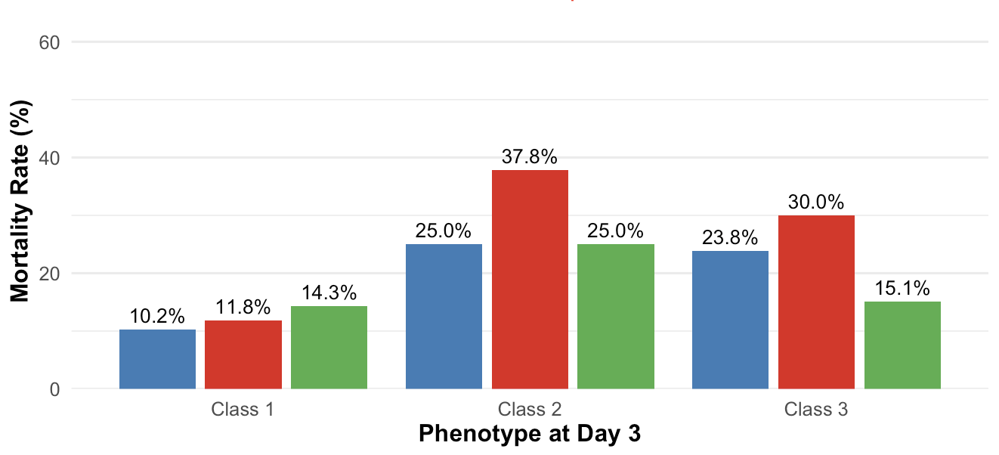 60
40
20
0
Mortality Rate (%)
10.2%
11.8%
14.3%
25.0%
37.8%
25.0%
23.8%
30.0%
15.1%
Class 1
Class 2
Class 3
Phenotype at Day 3